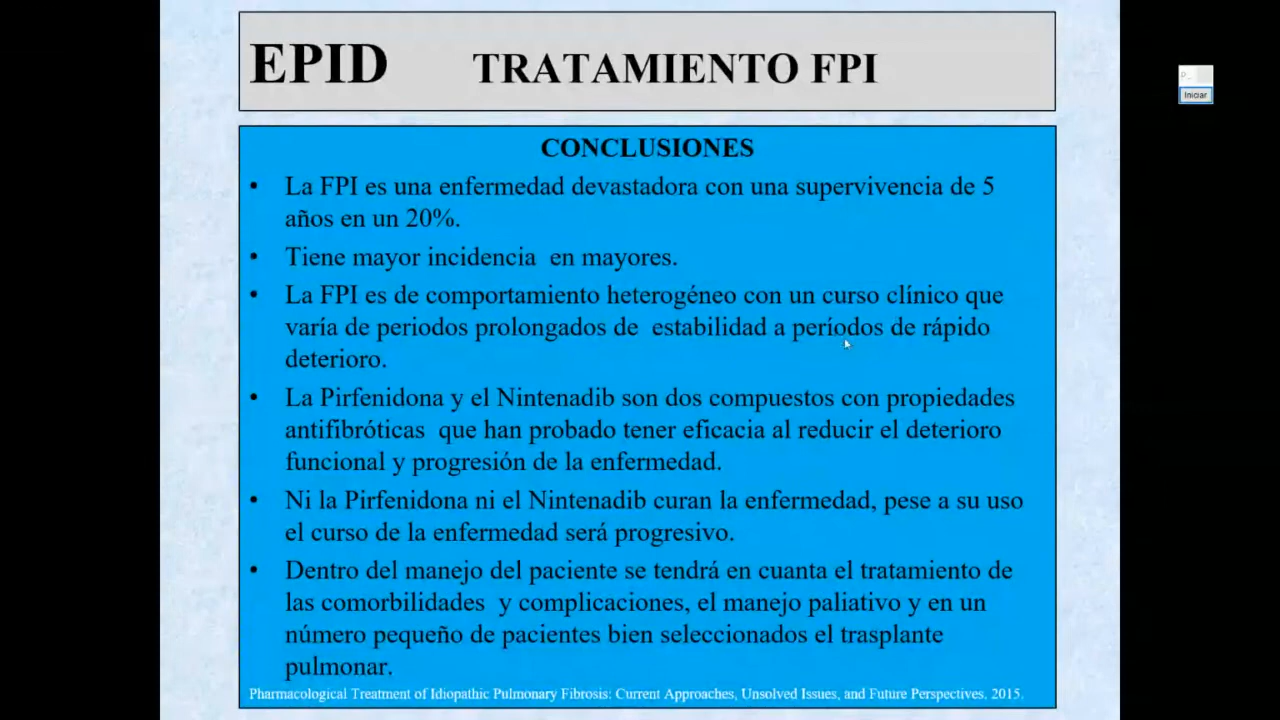 EPID TRATAMIENTO FPI
CONCLUSIONES
• La FPI es una enfermedad devastadora con una supervivencia de 5
años en un 20%.
• Tiene mayor incidencia en mayores.
• La FPI es de comportamiento heterogéneo con un curso clínico que
varía de periodos prolongados de estabilidad a períodos de rápido
deterioro.
• La Pirfenidona y el Nintenadib son dos compuestos con propiedades
antifibróticas que han probado tener eficacia al reducir el deterioro
funcional y progresión de la enfermedad.
• Ni la Pirfenidona ni el Nintenadib curan la enfermedad, pese a su uso
el curso de la enfermedad será progresivo.
• Dentro del manejo del paciente se tendrá en cuanta el tratamiento de
las comorbilidades y complicaciones, el manejo paliativo y en un
número pequeño de pacientes bien seleccionados el trasplante
pulmonar.
Pharmacological Treatment of Idiopathic Pulmonary Fibrosis: Current Approaches, Unsolved Issues, and Future Perspectives. 2015.
P...
Iniciar